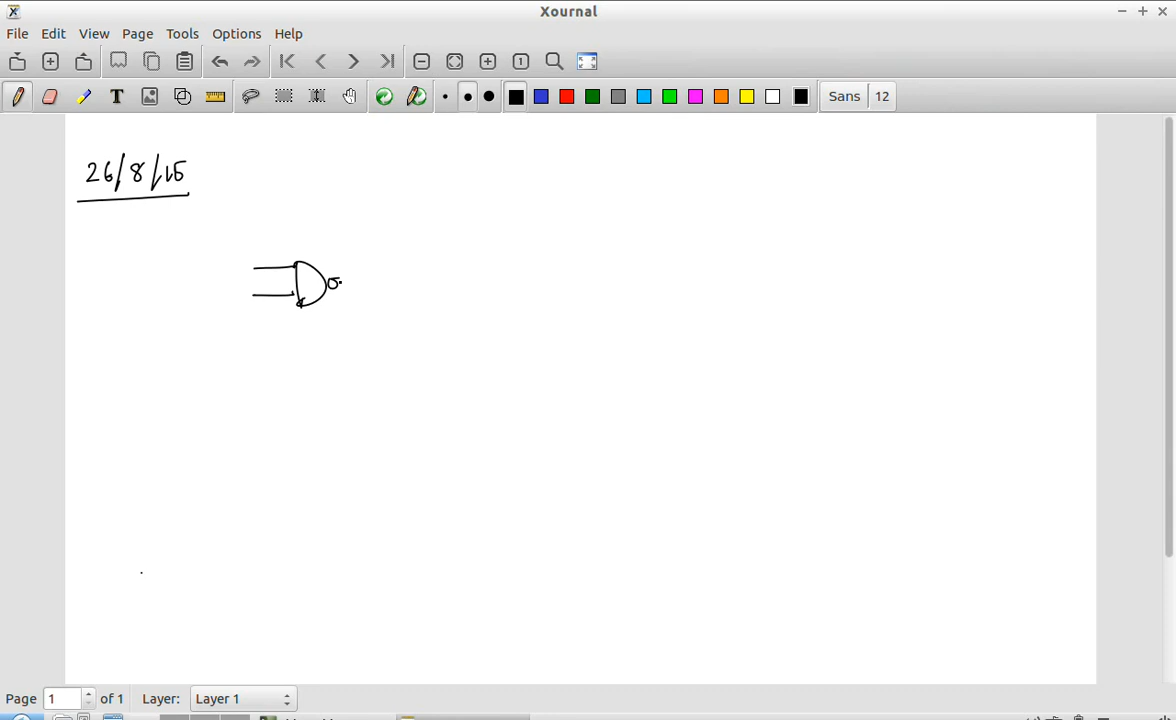 Xournal
File Edit View Page Tools Options Help
Sans 12
26/8/15
Page 1 of 1 Layer: Layer 1